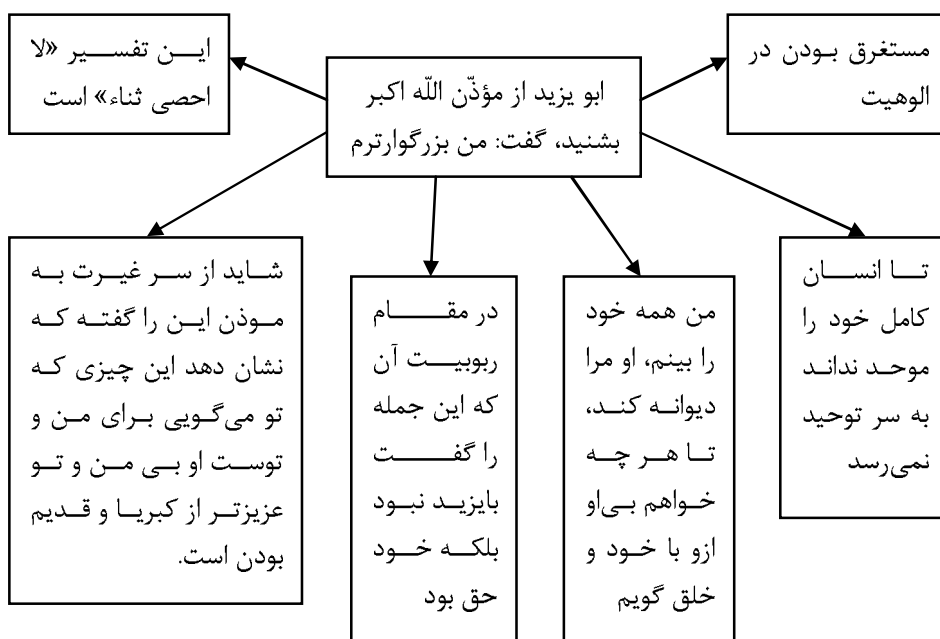 مستغرق بودن در
الوهیت
ابو یزید از مؤذّن اللّه اکبر
بشنید، گفت: من بزرگوارترم
این تفسیر «لا
احصی ثناء» است
تا انسان
کامل خود را
موحد نداند
به سر توحید
نمی‌رسد
من همه خود
را بینم، او مرا
دیوانه کند،
تا هر چه
خواهم بی‌او
ازو با خود و
خلق گویم
در مقام
ربوبیت آن
که این جمله
را گفت
بایزید نبود
بلکه خود
حق بود
شاید از سر غیرت به
موذن این را گفته که
نشان دهد این چیزی که
تو می‌گویی برای من و
توست او بی من و تو
عزیزتر از کبریا و قدیم
بودن است.